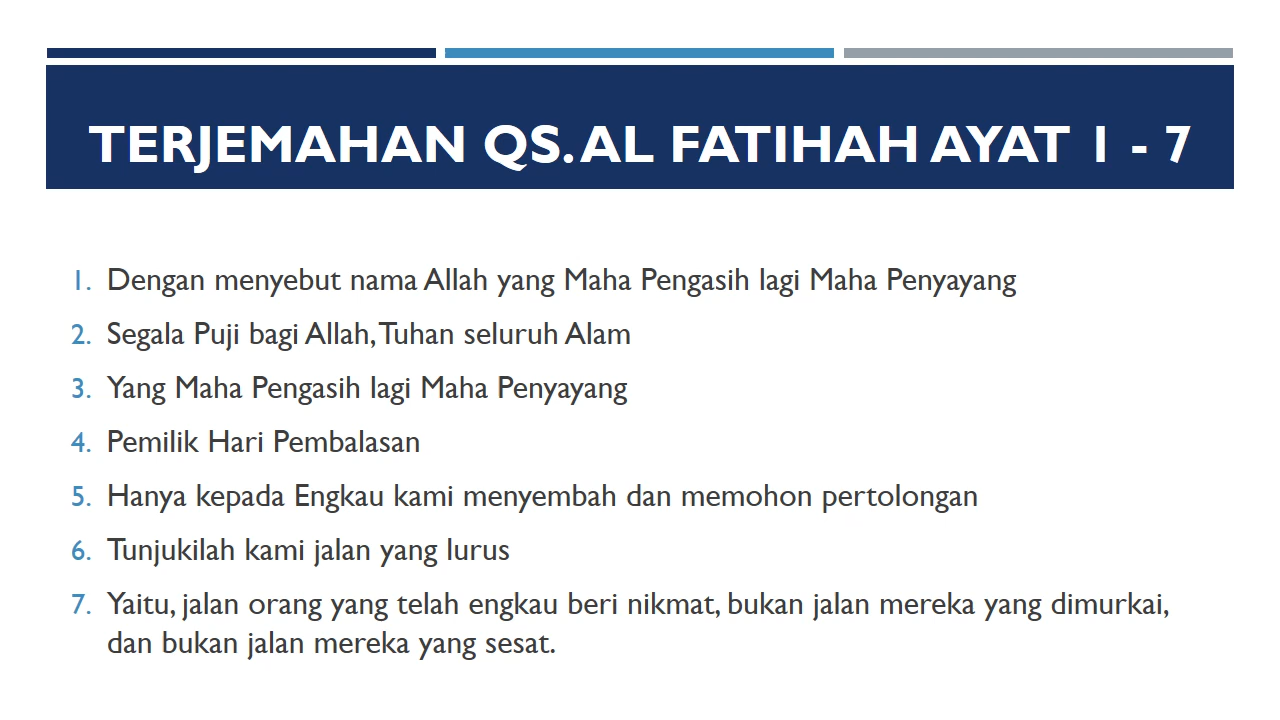 TERJEMAHAN QS. AL FATIHAH AYAT 1 - 7
1. Dengan menyebut nama Allah yang Maha Pengasih lagi Maha Penyayang
2. Segala Puji bagi Allah, Tuhan seluruh Alam
3. Yang Maha Pengasih lagi Maha Penyayang
4. Pemilik Hari Pembalasan
5. Hanya kepada Engkau kami menyembah dan memohon pertolongan
6. Tunjukilah kami jalan yang lurus
7. Yaitu, jalan orang yang telah engkau beri nikmat, bukan jalan mereka yang dimurkai,
dan bukan jalan mereka yang sesat.